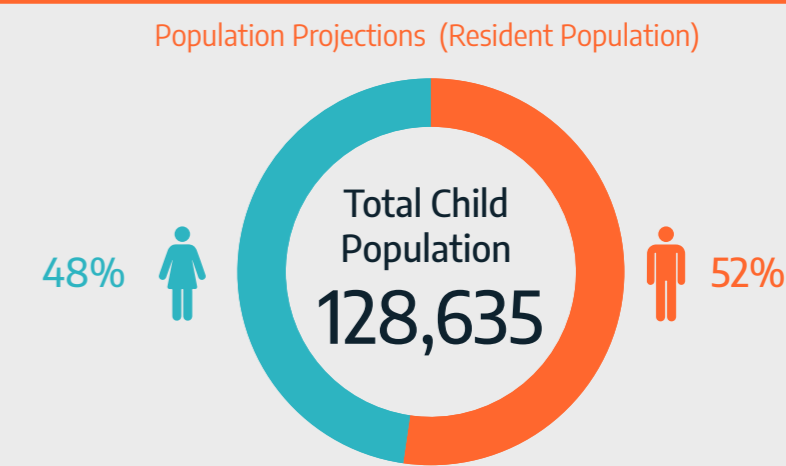 Population Projections (Resident Population)
Total Child
Population
128,635
48%
52%